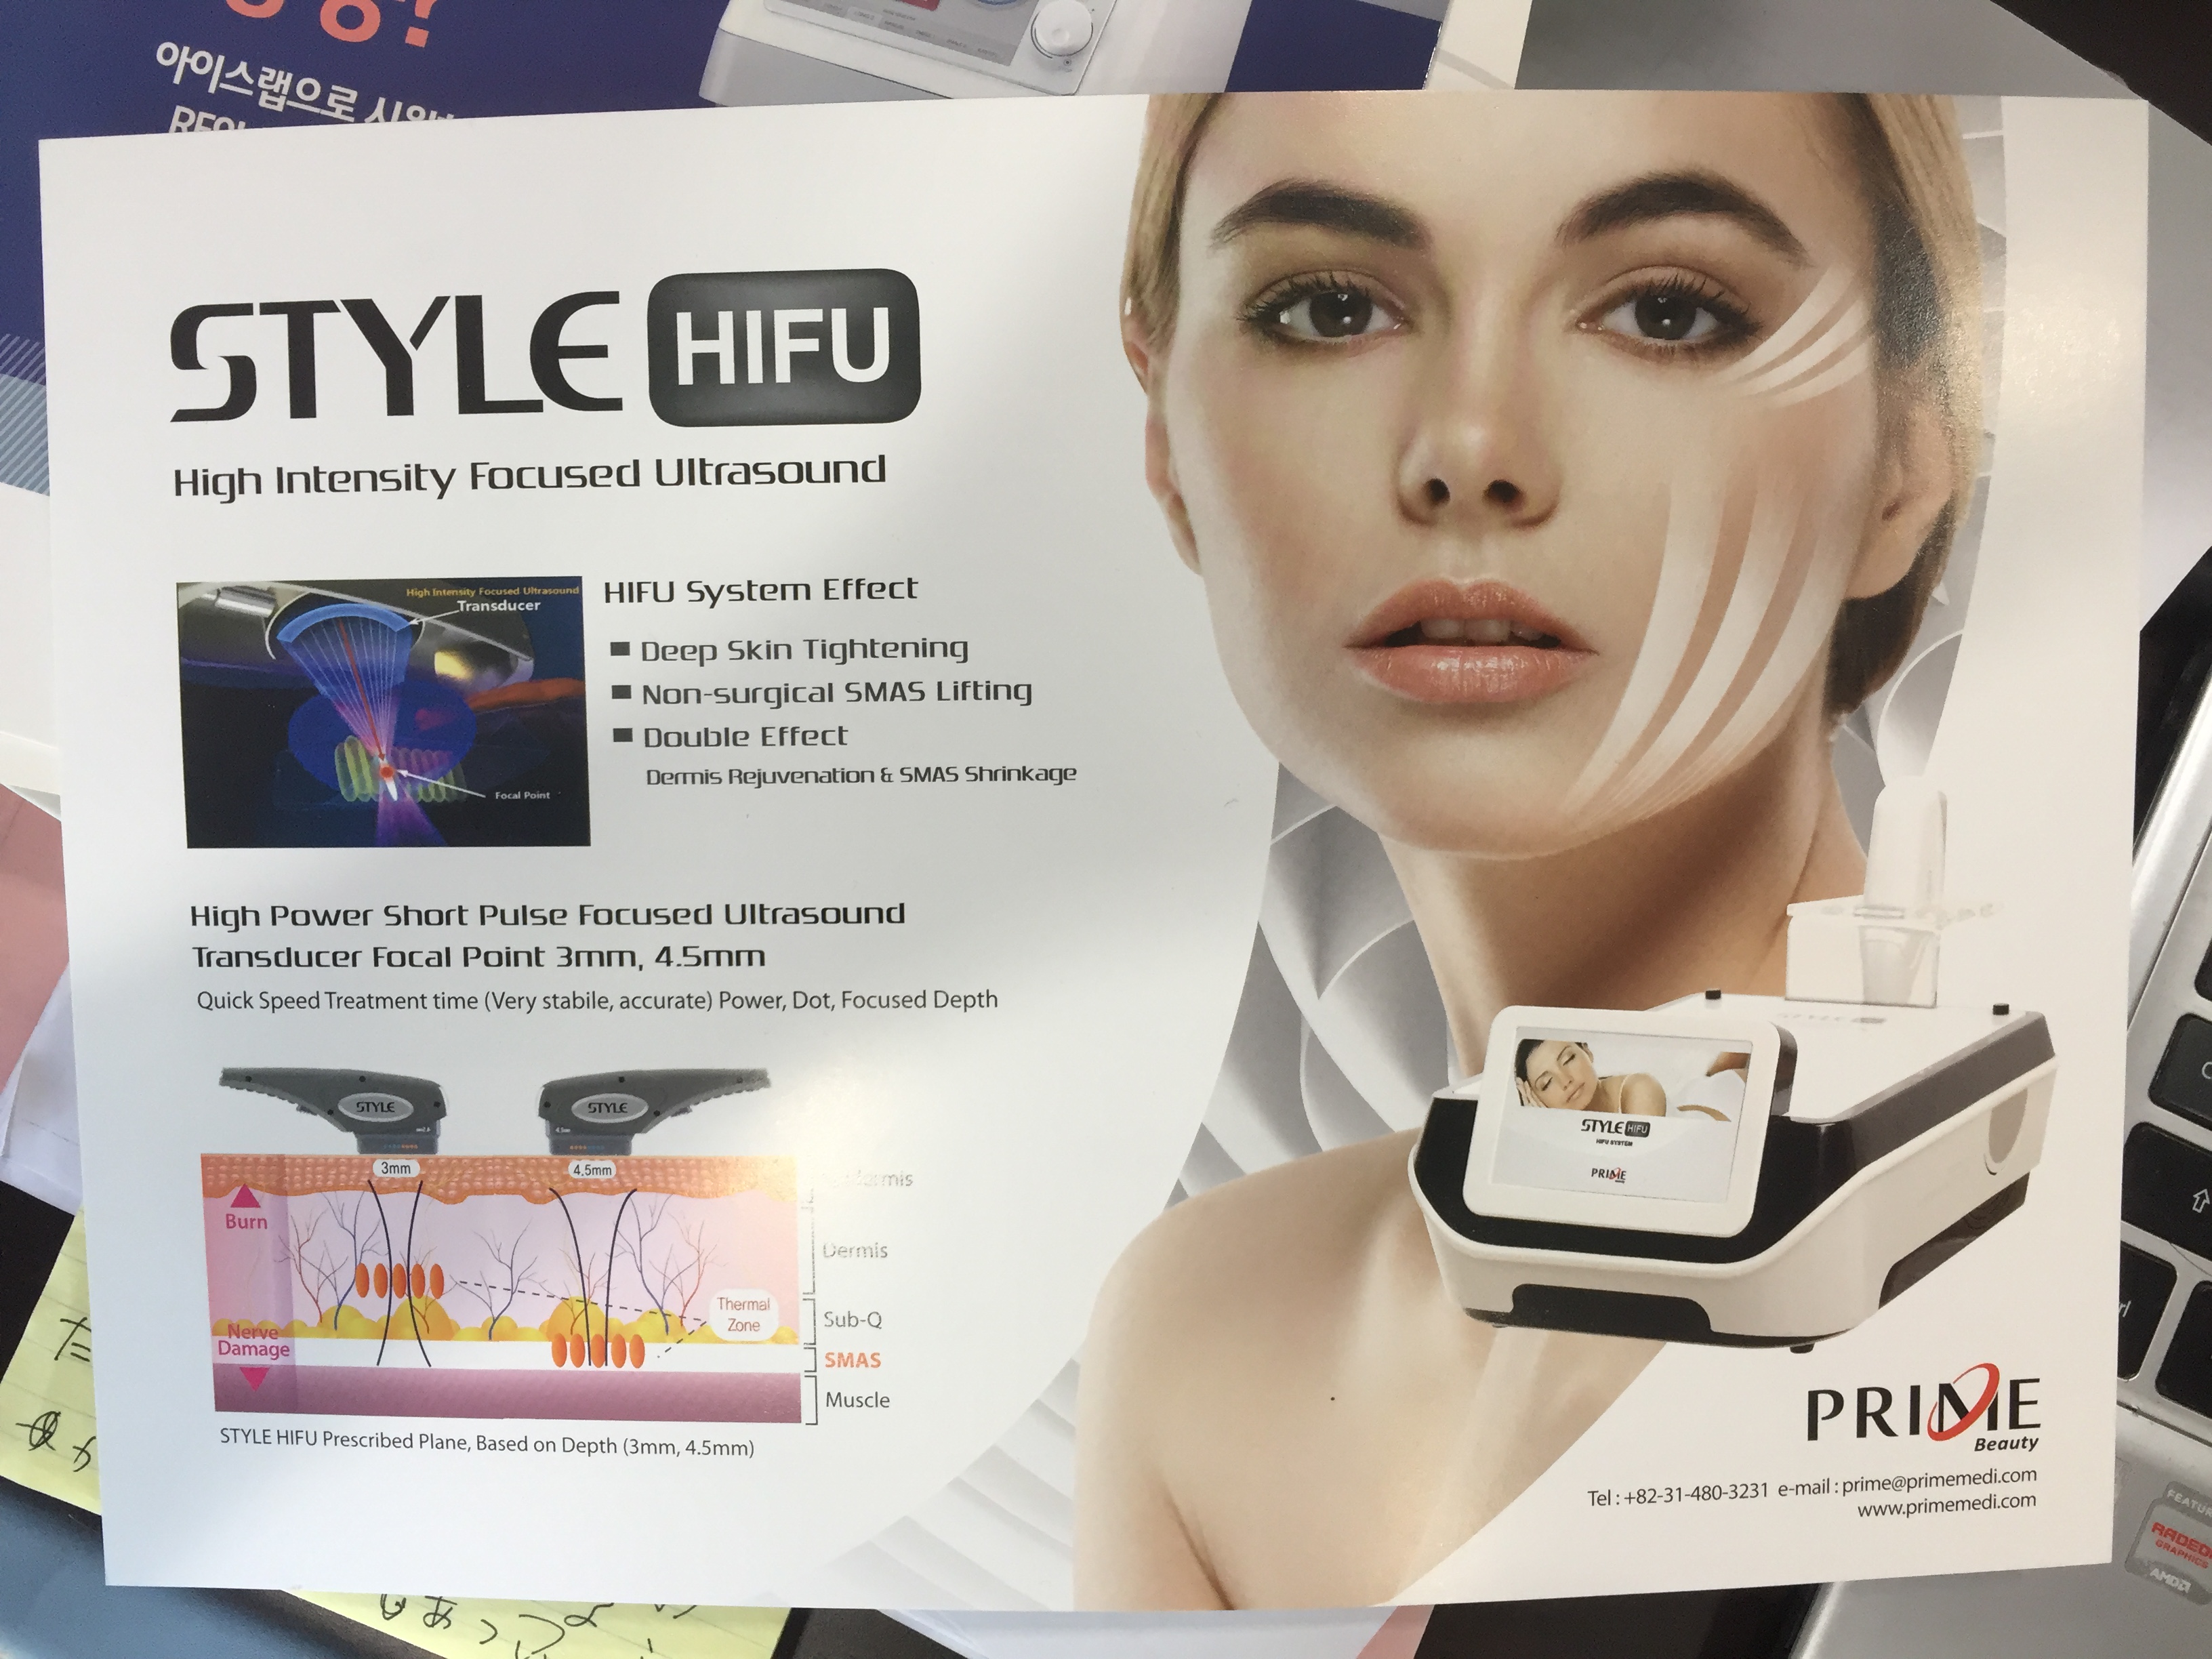 아이스랩으로
STYLE HIFU
High Intensity Focused Ultrasound
High Intensity Focused Ultrasound
Transducer
Focal Point
HIFU System Effect
Deep Skin Tightening
Non-surgical SMAS Lifting
Double Effect
Dermis Rejuvenation & SMAS Shrinkage
High Power Short Pulse Focused Ultrasound
Transducer Focal Point 3mm, 4.5mm
Quick Speed Treatment time (Very stabile, accurate) Power, Dot, Focused Depth
STYLE
STYLE
3mm
4.5mm
Burn
Nerve
Damage
Thermal
Zone
Dermis
Sub-Q
SMAS
Muscle
STYLE HIFU Prescribed Plane, Based on Depth (3mm, 4.5mm)
STYLE HIFU
HIFU SYSTEM
PRIME
PRIME
Beauty
Tel : +82-31-480-3231 e-mail : prime@primemedi.com
www.primemedi.com
GRAPHICS
AMD